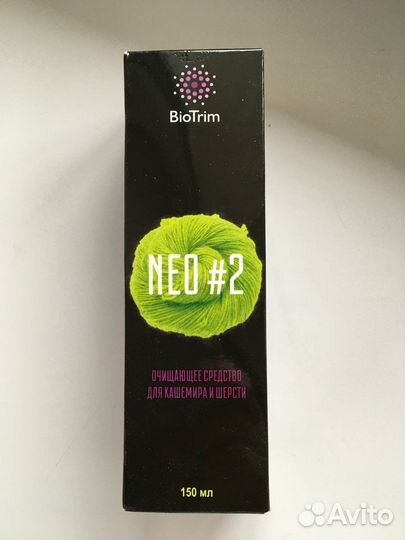 BioTrim
NEO #2
ОЧИЩАЮЩЕЕ СРЕДСТВО
ДЛЯ КАШЕМИРА И ШЕРСТИ
150 мл
Avito